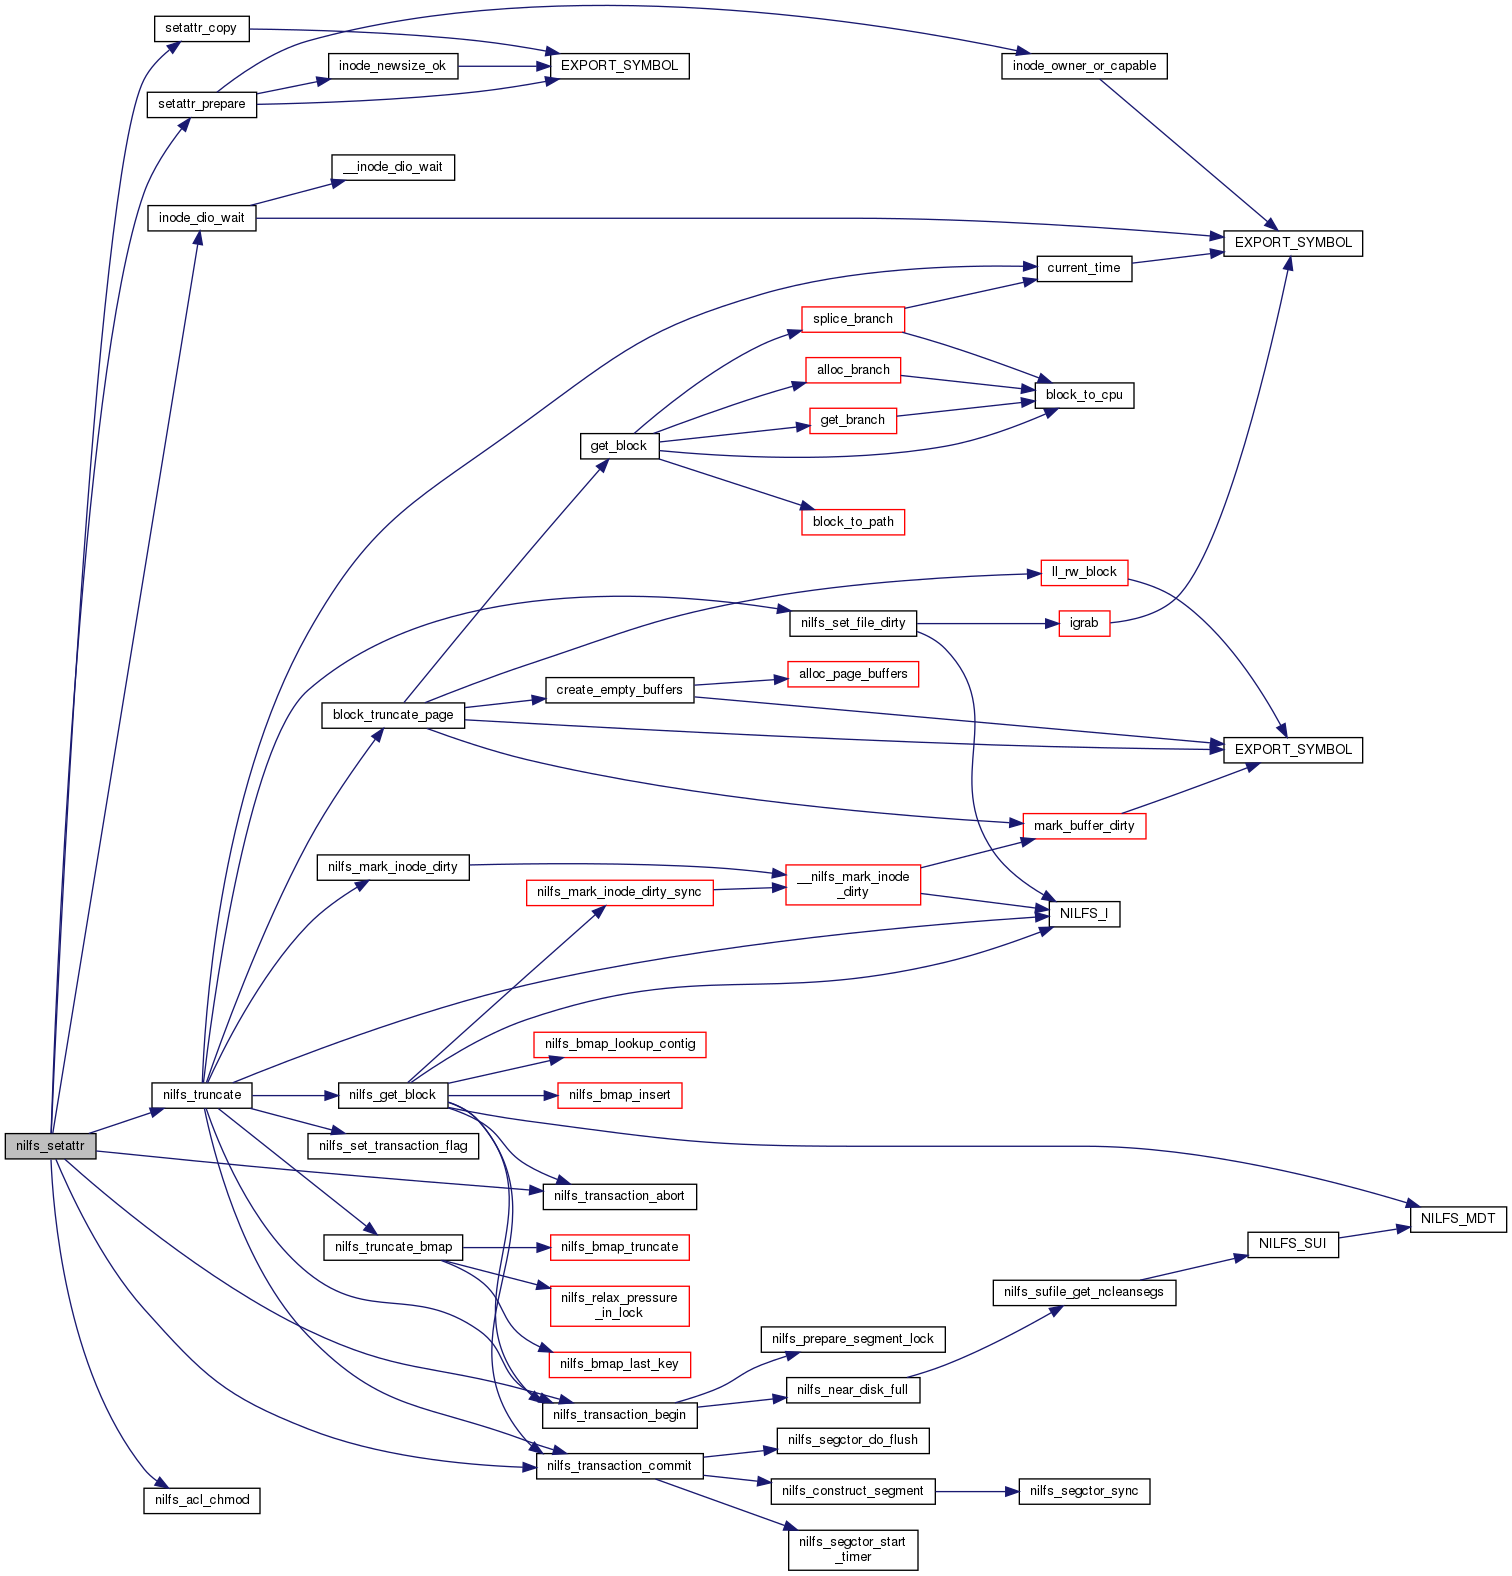 setattr_copy
inode_newsize_ok
EXPORT_SYMBOL
inode_owner_or_capable
setattr_prepare
__inode_dio_wait
inode_dio_wait
EXPORT_SYMBOL
current_time
splice_branch
alloc_branch
block_to_cpu
get_branch
get_block
block_to_path
ll_rw_block
nilfs_set_file_dirty
igrab
alloc_page_buffers
create_empty_buffers
block_truncate_page
EXPORT_SYMBOL
mark_buffer_dirty
nilfs_mark_inode_dirty
__nilfs_mark_inode
_dirty
nilfs_mark_inode_dirty_sync
NILFS_I
nilfs_bmap_lookup_contig
nilfs_truncate
nilfs_get_block
nilfs_bmap_insert
nilfs_setattr
nilfs_set_transaction_flag
nilfs_transaction_abort
NILFS_MDT
nilfs_truncate_bmap
nilfs_bmap_truncate
NILFS_SUI
nilfs_relax_pressure
_in_lock
nilfs_sufile_get_ncleansegs
nilfs_prepare_segment_lock
nilfs_bmap_last_key
nilfs_near_disk_full
nilfs_transaction_begin
nilfs_segctor_do_flush
nilfs_transaction_commit
nilfs_construct_segment
nilfs_segctor_sync
nilfs_acl_chmod
nilfs_segctor_start
_timer